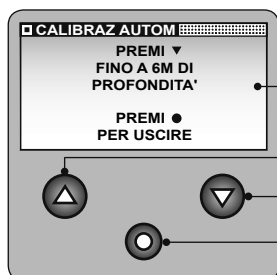 CALIBRAZ AUTOM
PREMI ▼
FINO A 6M DI
PROFONDITA'
PREMI ●
PER USCIRE